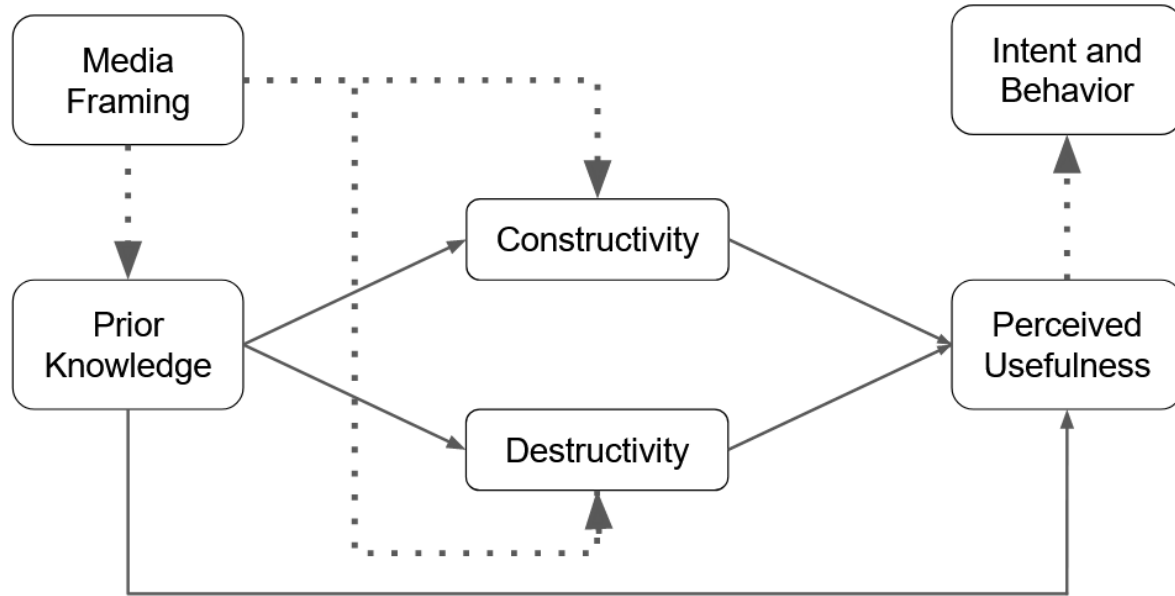 Media
Framing
Intent and
Behavior
Constructivity
Prior
Knowledge
Perceived
Usefulness
Destructivity